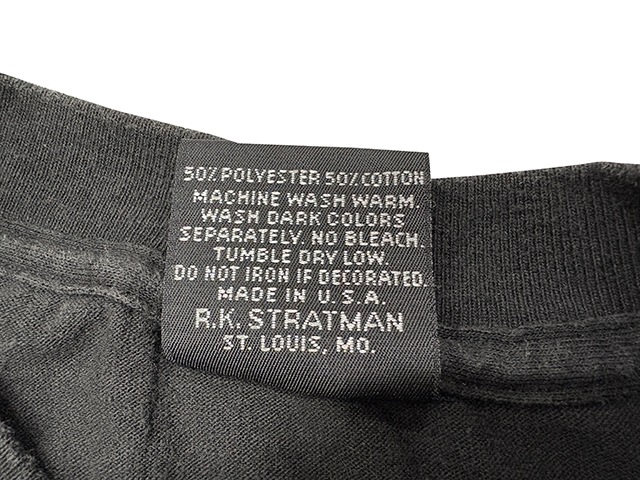 50% POLYESTER 50% COTTON
MACHINE WASH WARM.
WASH DARK COLORS
SEPARATELY. NO BLEACH.
TUMBLE DRY LOW.
DO NOT IRON IF DECORATED.
MADE IN U.S.A.
R.K. STRATMAN
ST. LOUIS, MO.